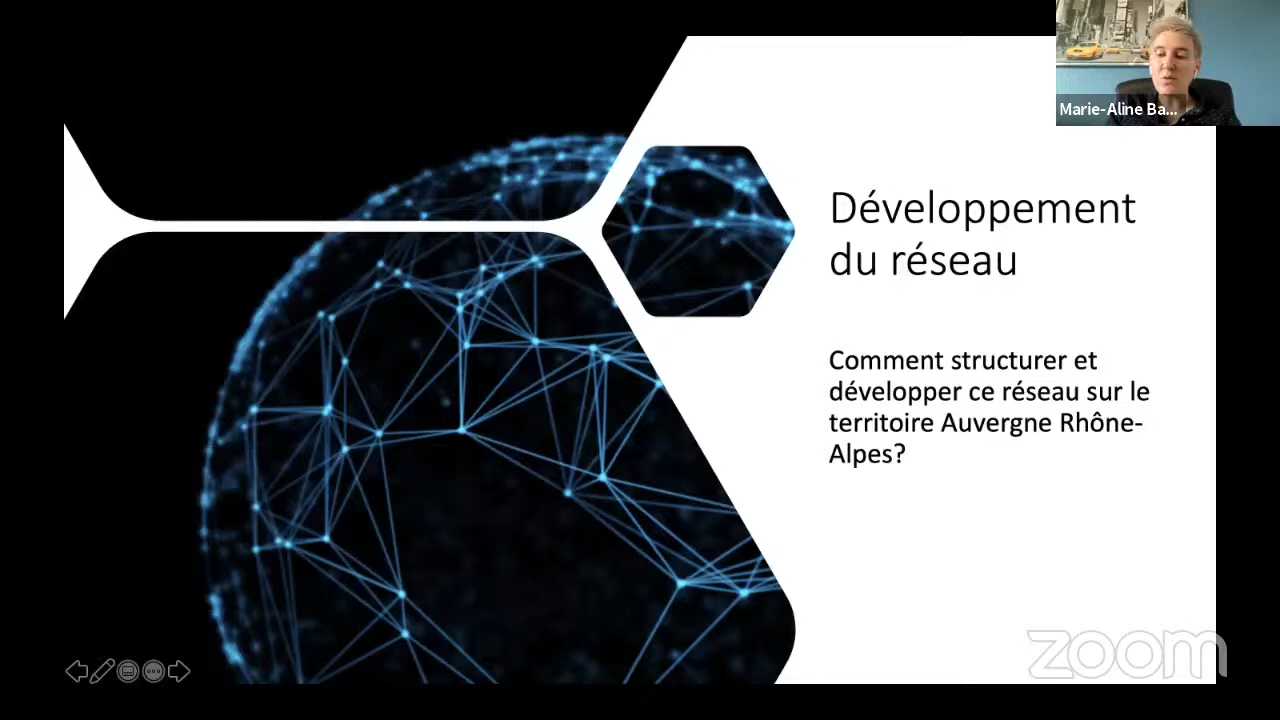 Marie-Aline Ba...
Développement
du réseau
Comment structurer et
développer ce réseau sur le
territoire Auvergne Rhône-
Alpes?
zoom